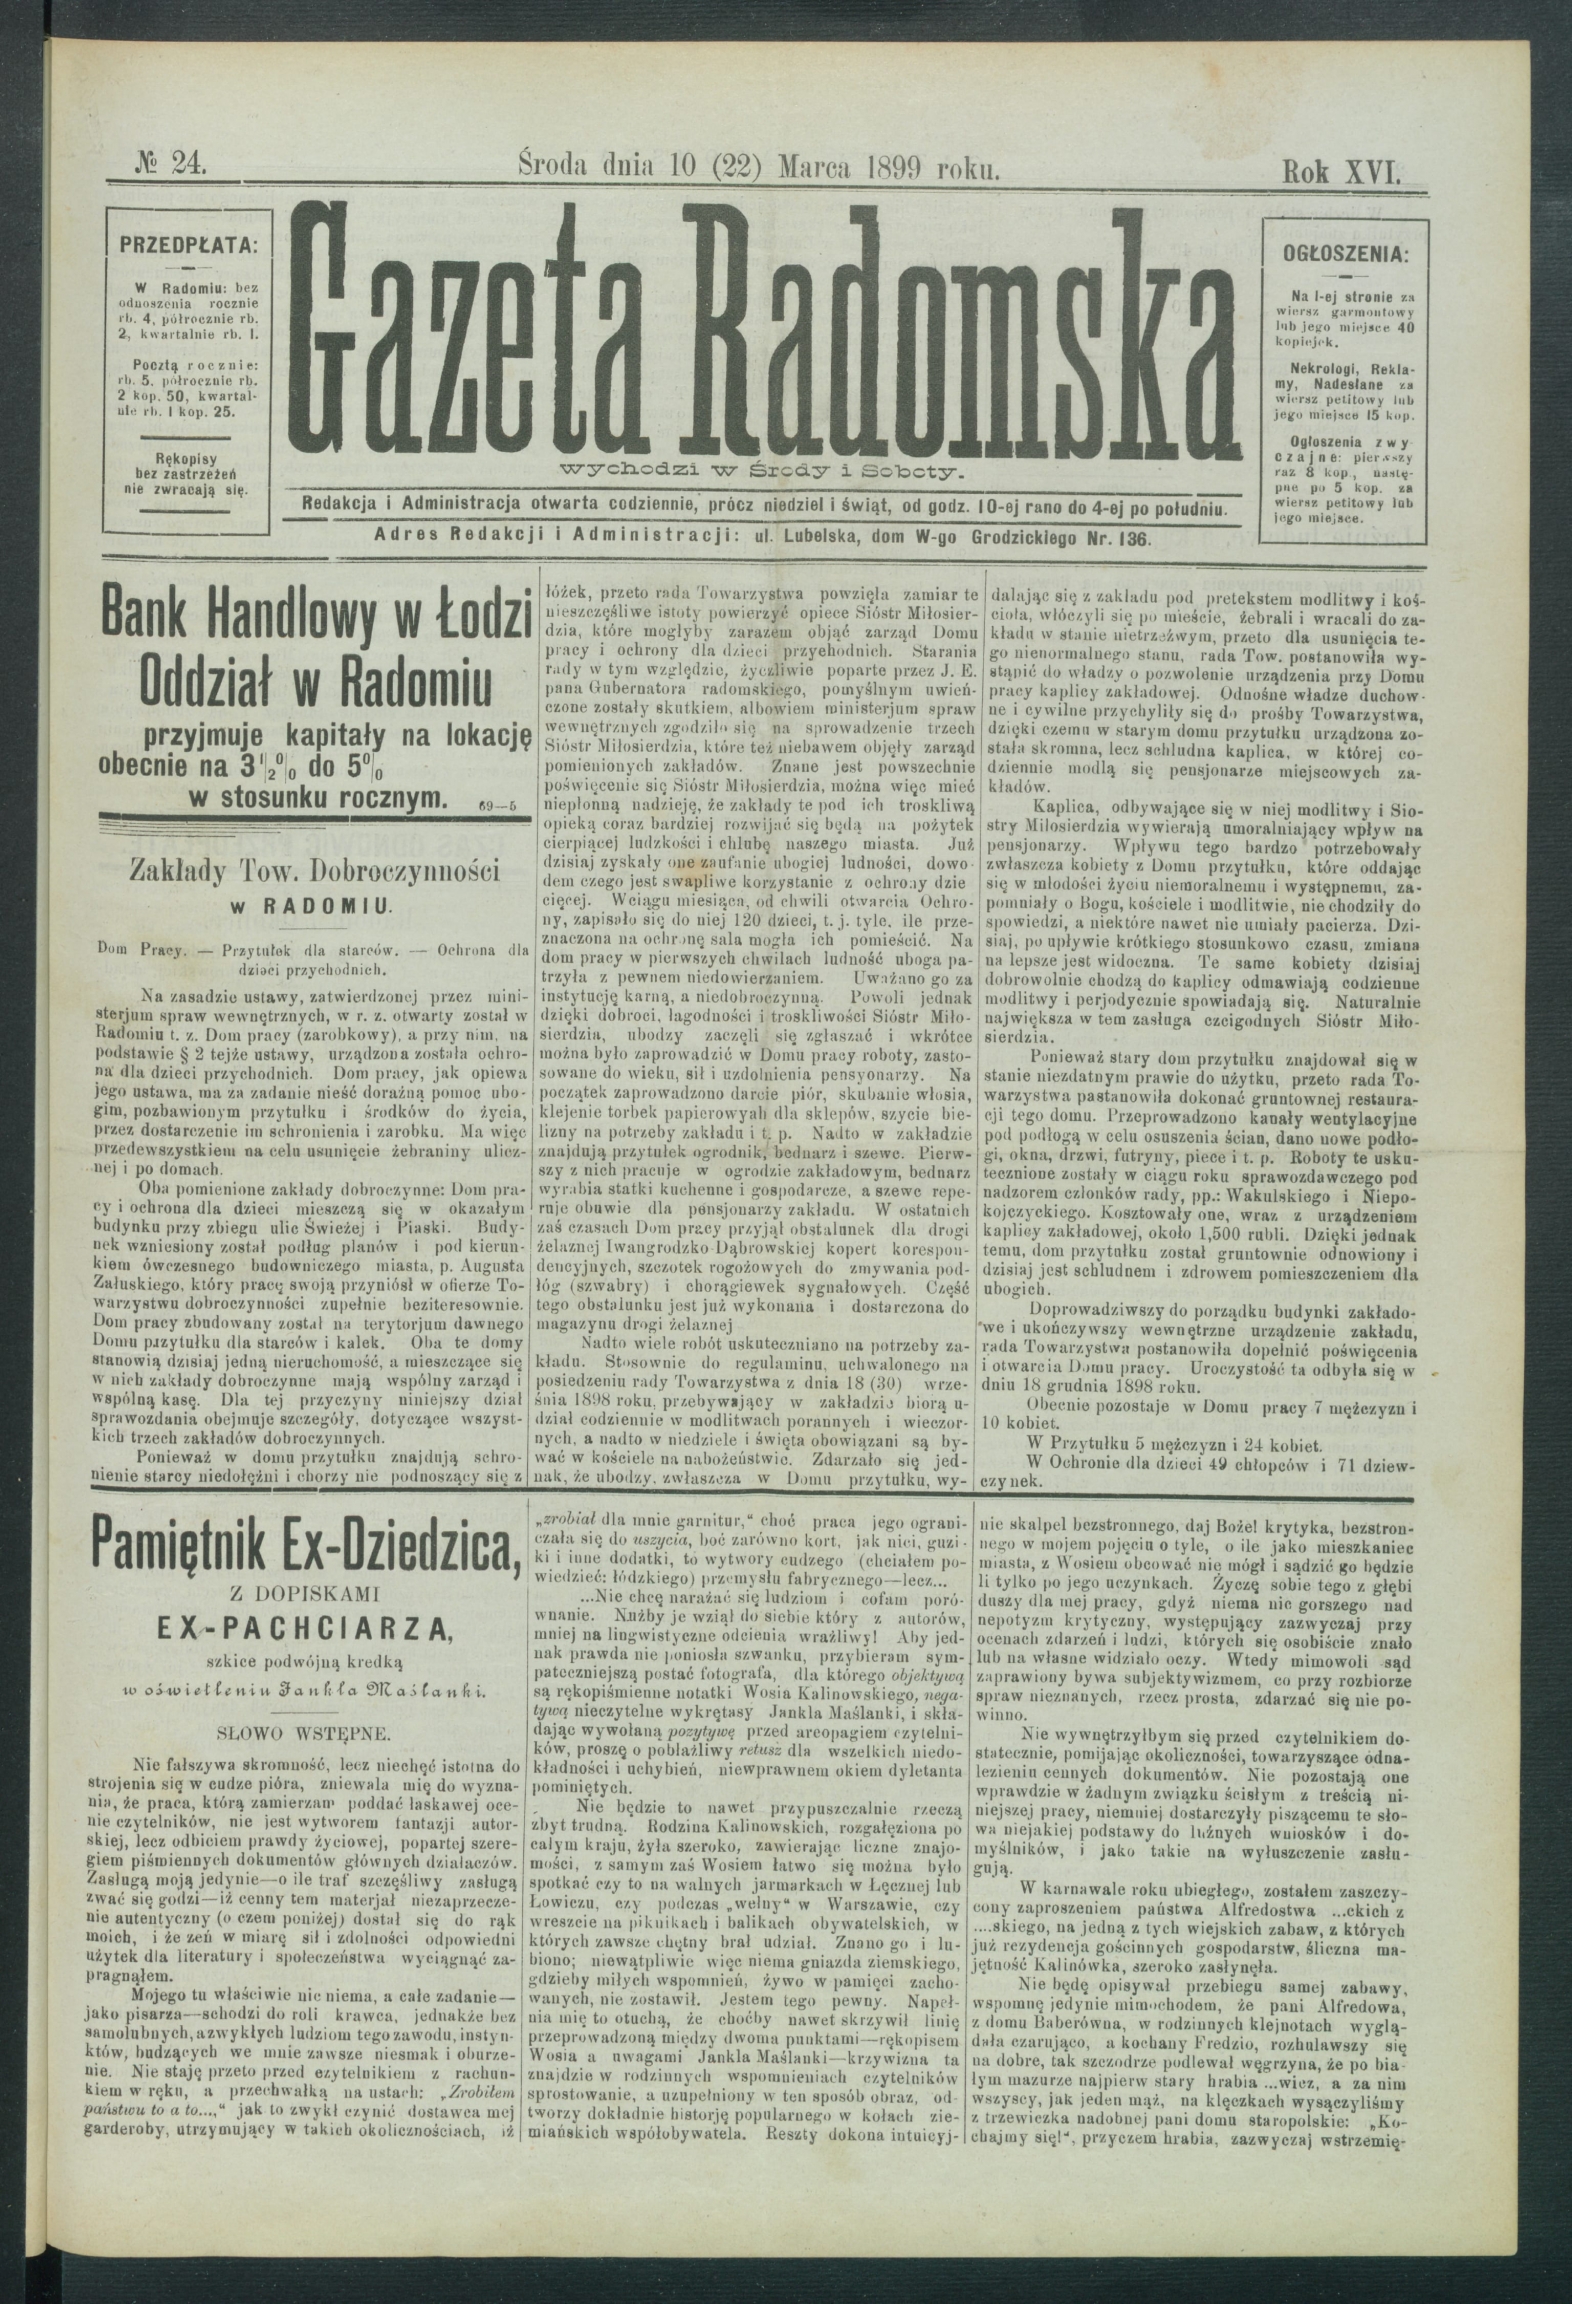 № 24.
Środa dnia 10 (22) Marca 1899 roku.
Rok XVI.
PRZEDPŁATA:
W Radomiu: bez
odnoszenia rocznie
rb. 4, półrocznie rb.
2, kwartalnie rb. 1.
Pocztą rocznie:
rb. 5, półrocznie rb.
2 kop. 50, kwartal-
nie rb. 1 kop. 25.
Rękopisy
bez zastrzeżeń
nie zwracają się.
Gazeta Radomska
wychodzi w Środy i Soboty.
Redakcja i Administracja otwarta codziennie, prócz niedziel i świąt, od godz. 10-ej rano do 4-ej po południu.
Adres Redakcji i Administracji: ul. Lubelska, dom W-go Grodzickiego Nr. 136.
OGŁOSZENIA:
Na I-ej stronie za
wiersz garmontowy
lub jego miejsce 40
kopiejek.
Nekrologi, Rekla-
my, Nadesłane za
wiersz petitowy lub
jego miejsce 15 kop.
Ogłoszenia zwy-
czajne: pierwszy
raz 8 kop., nastę-
pne po 5 kop. za
wiersz petitowy lub
jego miejsce.
Bank Handlowy w Łodzi
Oddział w Radomiu
przyjmuje kapitały na lokację
obecnie na 3½% do 5%
w stosunku rocznym. 69—5
Zakłady Tow. Dobroczynności
w RADOMIU.
Dom Pracy. — Przytułek dla starców. — Ochrona dla
dzieci przychodnich.
Na zasadzie ustawy, zatwierdzonej przez mini-
sterjum spraw wewnętrznych, w r. z. otwarty został w
Radomiu t. z. Dom pracy (zarobkowy), a przy nim, na
podstawie § 2 tejże ustawy, urządzona została ochro-
na dla dzieci przychodnich. Dom pracy, jak opiewa
jego ustawa, ma za zadanie nieść doraźną pomoc ubo-
gim, pozbawionym przytułku i środków do życia,
przez dostarczenie im schronienia i zarobku. Ma więc
przedewszystkiem na celu usunięcie żebraniny ulicz-
nej i po domach.
Oba pomienione zakłady dobroczynne: Dom pra-
cy i ochrona dla dzieci mieszczą się w okazałym
budynku przy zbiegu ulic Świeżej i Piaski. Budy-
nek wzniesiony został podług planów i pod kierun-
kiem ówczesnego budowniczego miasta, p. Augusta
Załuskiego, który pracę swoją przyniósł w ofierze To-
warzystwu dobroczynności zupełnie bezinteresownie.
Dom pracy zbudowany został na terytorjum dawnego
Domu przytułku dla starców i kalek. Oba te domy
stanowią dzisiaj jedną nieruchomość, a mieszczące się
w nich zakłady dobroczynne mają wspólny zarząd i
wspólną kasę. Dla tej przyczyny niniejszy dział
sprawozdania obejmuje szczegóły, dotyczące wszyst-
kich trzech zakładów dobroczynnych.
Ponieważ w domu przytułku znajdują schro-
nienie starcy niedołężni i chorzy nie podnoszący się z
łóżek, przeto rada Towarzystwa powzięła zamiar te
nieszczęśliwe istoty powierzyć opiece Sióstr Miłosier-
dzia, które mogłyby zarazem objąć zarząd Domu
pracy i ochrony dla dzieci przyehodnich. Starania
rady w tym względzie, życzliwie poparte przez J. E.
pana Gubernatora radomskiego, pomyślnym uwień-
czone zostały skutkiem, albowiem ministerjum spraw
wewnętrznych zgodziło się na sprowadzenie trzech
Sióstr Miłosierdzia, które też niebawem objęły zarząd
pomienionych zakładów. Znane jest powszechnie
poświęcenie się Sióstr Miłosierdzia, można więc mieć
niepłonną nadzieję, że zakłady te pod ich troskliwą
opieką coraz bardziej rozwijać się będą na pożytek
cierpiącej ludzkości i chlubę naszego miasta. Już
dzisiaj zyskały one zaufanie ubogiej ludności, dowo-
dem czego jest swapliwe korzystanie z ochrony dzie
cięcej. Wciągu miesiąca, od chwili otwarcia Ochro-
ny, zapisało się do niej 120 dzieci, t. j. tyle, ile prze-
znaczona na ochronę sala mogła ich pomieścić. Na
dom pracy w pierwszych chwilach ludność uboga pa-
trzyła z pewnem niedowierzaniem. Uważano go za
instytucję karną, a niedobroczynną. Powoli jednak
dzięki dobroci, łagodności i troskliwości Sióstr Miło-
sierdzia, ubodzy zaczęli się zgłaszać i wkrótce
można było zaprowadzić w Domu pracy roboty, zasto-
sowane do wieku, sił i uzdolnienia pensyonarzy. Na
początek zaprowadzono darcie piór, skubanie włosia,
klejenie torbek papierowyah dla sklepów, szycie bie-
lizny na potrzeby zakładu i t. p. Nadto w zakładzie
znajdują przytułek ogrodnik, bednarz i szewc. Pierw-
szy z nich pracuje w ogrodzie zakładowym, bednarz
wyrabia statki kuchenne i gospodarcze, a szewc repe-
ruje obuwie dla pensjonarzy zakładu. W ostatnich
zaś czasach Dom pracy przyjął obstalunek dla drogi
żelaznej Iwangrodzko-Dąbrowskiej kopert korespon-
dencyjnych, szczotek rogożowych do zmywania pod-
łóg (szwabry) i chorągiewek sygnałowych. Część
tego obstalunku jest już wykonana i dostarczona do
magazynu drogi żelaznej
Nadto wiele robót uskuteczniano na potrzeby za-
kładu. Stosownie do regulaminu, uchwalonego na
posiedzeniu rady Towarzystwa z dnia 18 (30) wrze-
śnia 1898 roku, przebywający w zakładzie biorą u-
dział codziennie w modlitwach porannych i wieczor-
nych, a nadto w niedziele i święta obowiązani są by-
wać w kościele na nabożeństwie. Zdarzało się jed-
nak, że ubodzy, zwłaszcza w Domu przytułku, wy-
dalając się z zakładu pod pretekstem modlitwy i koś-
cioła, włóczyli się po mieście, żebrali i wracali do za-
kładu w stanie nietrzeźwym, przeto dla usunięcia te-
go nienormalnego stanu, rada Tow. postanowiła wy-
stąpić do władzy o pozwolenie urządzenia przy Domu
pracy kaplicy zakładowej. Odnośne władze duchow-
ne i cywilne przychyliły się do prośby Towarzystwa,
dzięki czemu w starym domu przytułku urządzona zo-
stała skromna, lecz schludna kaplica, w której co-
dziennie modlą się pensjonarze miejscowych za-
kładów.
Kaplica, odbywające się w niej modlitwy i Sio-
stry Miłosierdzia wywierają umoralniający wpływ na
pensjonarzy. Wpływu tego bardzo potrzebowały
zwłaszcza kobiety z Domu przytułku, które oddając
się w młodości życiu niemoralnemu i występnemu, za-
pomniały o Bogu, kościele i modlitwie, nie chodziły do
spowiedzi, a niektóre nawet nie umiały pacierza. Dzi-
siaj, po upływie krótkiego stosunkowo czasu, zmiana
na lepsze jest widoczna. Te same kobiety dzisiaj
dobrowolnie chodzą do kaplicy odmawiają codzienne
modlitwy i perjodycznie spowiadają się. Naturalnie
największa w tem zasługa czcigodnych Sióstr Miło-
sierdzia.
Ponieważ stary dom przytułku znajdował się w
stanie niezdatnym prawie do użytku, przeto rada To-
warzystwa pastanowiła dokonać gruntownej restaura-
cji tego domu. Przeprowadzono kanały wentylacyjne
pod podłogą w celu osuszenia ścian, dano nowe podło-
gi, okna, drzwi, futryny, piece i t. p. Roboty te usku-
tecznione zostały w ciągu roku sprawozdawczego pod
nadzorem członków rady, pp.: Wakulskiego i Niepo-
kojczyckiego. Kosztowały one, wraz z urządzeniem
kaplicy zakładowej, około 1,500 rubli. Dzięki jednak
temu, dom przytułku został gruntownie odnowiony i
dzisiaj jest schludnem i zdrowem pomieszczeniem dla
ubogich.
Doprowadziwszy do porządku budynki zakłado-
we i ukończywszy wewnętrzne urządzenie zakładu,
rada Towarzystwa postanowiła dopełnić poświęcenia
i otwarcia Domu pracy. Uroczystość ta odbyła się w
dniu 18 grudnia 1898 roku.
Obecnie pozostaje w Domu pracy 7 mężczyzn i
10 kobiet.
W Przytułku 5 mężczyzn i 24 kobiet.
W Ochronie dla dzieci 49 chłopców i 71 dziew-
czynek.
Pamiętnik Ex-Dziedzica,
Z DOPISKAMI
EX-PACHCIARZA,
szkice podwójną kredką
w oświetleniu Jankla Maślanki.
SŁOWO WSTĘPNE.
Nie fałszywa skromność, lecz niechęć istotna do
strojenia się w cudze pióra, zniewala mię do wyzna-
nia, że praca, którą zamierzam poddać łaskawej oce-
nie czytelników, nie jest wytworem fantazji autor-
skiej, lecz odbiciem prawdy życiowej, popartej szere-
giem piśmiennych dokumentów głównych działaczów.
Zasługą moją jedynie—o ile traf szczęśliwy zasługą
zwać się godzi—iż cenny tem materjał niezaprzecze-
nie autentyczny (o czem poniżej) dostał się do rąk
moich, i że zeń w miarę sił i zdolności odpowiedni
użytek dla literatury i społeczeństwa wyciągnąć za-
pragnąłem.
Mojego tu właściwie nic niema, a całe zadanie—
jako pisarza—schodzi do roli krawca, jednakże bez
samolubnych, a zwykłych ludziom tego zawodu, instyn-
któw, budzących we mnie zawsze niesmak i oburze-
nie. Nie staję przeto przed czytelnikiem z rachun-
kiem w ręku, a przechwałką na ustach: „Zrobiłem
państwu to a to...," jak to zwykł czynić dostawca mej
garderoby, utrzymujący w takich okolicznościach, iż
„zrobiał dla mnie garnitur," choć praca jego ograni-
czała się do uszycia, boć zarówno kort, jak nici, guzi-
ki i inne dodatki, to wytwory cudzego (chciałem po-
wiedzieć: łódzkiego) przemysłu fabrycznego—lecz...
...Nie chcę narażać się ludziom i cofam poró-
wnanie. Nużby je wziął do siebie który z autorów,
mniej na lingwistyczne odcienia wrażliwy! Aby jed-
nak prawda nie poniosła szwanku, przybieram sym-
pateczniejszą postać fotografa, dla którego objektywą
są rękopiśmienne notatki Wosia Kalinowskiego, nega-
tywą nieczytelne wykrętasy Jankla Maślanki, i skła-
dając wywołaną pozytywę przed areopagiem czytelni-
ków, proszę o pobłażliwy retusz dla wszelkich niedo-
kładności i uchybień, niewprawnem okiem dyletanta
pominiętych.
Nie będzie to nawet przypuszczalnie rzeczą
zbyt trudną. Rodzina Kalinowskich, rozgałęziona po
całym kraju, żyła szeroko, zawierając liczne znajo-
mości, z samym zaś Wosiem łatwo się można było
spotkać czy to na walnych jarmarkach w Łęcznej lub
Łowiczu, czy podczas „wełny" w Warszawie, czy
wreszcie na piknikach i balikach obywatelskich, w
których zawsze chętny brał udział. Znano go i lu-
biono; niewątpliwie więc niema gniazda ziemskiego,
gdzieby miłych wspomnień, żywo w pamięci zacho-
wanych, nie zostawił. Jestem tego pewny. Napeł-
nia mię to otuchą, że choćby nawet skrzywił linię
przeprowadzoną między dwoma punktami—rękopisem
Wosia a uwagami Jankla Maślanki—krzywizna ta
znajdzie w rodzinnych wspomnieniach czytelników
sprostowanie, a uzupełniony w ten sposób obraz, od-
tworzy dokładnie historję popularnego w kołach zie-
miańskich współobywatela. Reszty dokona intuicyj-
nie skalpel bezstronnego, daj Boże! krytyka, bezstron-
nego w mojem pojęciu o tyle, o ile jako mieszkaniec
miasta, z Wosiem obcować nie mógł i sądzić go będzie
li tylko po jego uczynkach. Życzę sobie tego z głębi
duszy dla mej pracy, gdyż niema nic gorszego nad
nepotyzm krytyczny, występujący zazwyczaj przy
ocenach zdarzeń i ludzi, których się osobiście znało
lub na własne widziało oczy. Wtedy mimowoli sąd
zaprawiony bywa subjektywizmem, co przy rozbiorze
spraw nieznanych, rzecz prosta, zdarzać się nie po-
winno.
Nie wywnętrzyłbym się przed czytelnikiem do-
statecznie, pomijając okoliczności, towarzyszące odna-
lezieniu cennych dokumentów. Nie pozostają one
wprawdzie w żadnym związku ścisłym z treścią ni-
niejszej pracy, niemniej dostarczyły piszącemu te sło-
wa niejakiej podstawy do luźnych wniosków i do-
myślników, i jako takie na wyłuszczenie zasłu-
gują.
W karnawale roku ubiegłego, zostałem zaszczy-
cony zaproszeniem państwa Alfredostwa ...ckich z
....skiego, na jedną z tych wiejskich zabaw, z których
już rezydencja gościnnych gospodarstw, śliczna ma-
jętność Kalinówka, szeroko zasłynęła.
Nie będę opisywał przebiegu samej zabawy,
wspomnę jedynie mimochodem, że pani Alfredowa,
z domu Baberówna, w rodzinnych klejnotach wyglą-
dała czarująco, a kochany Fredzio, rozhulawszy się
na dobre, tak szczodrze podlewał węgrzyna, że po bia-
łym mazurze najpierw stary hrabia ...wicz, a za nim
wszyscy, jak jeden mąż, na klęczkach wysączyliśmy
z trzewiczka nadobnej pani domu staropolskie: „Ko-
chajmy się!", przyczem hrabia, zazwyczaj wstrzemię-